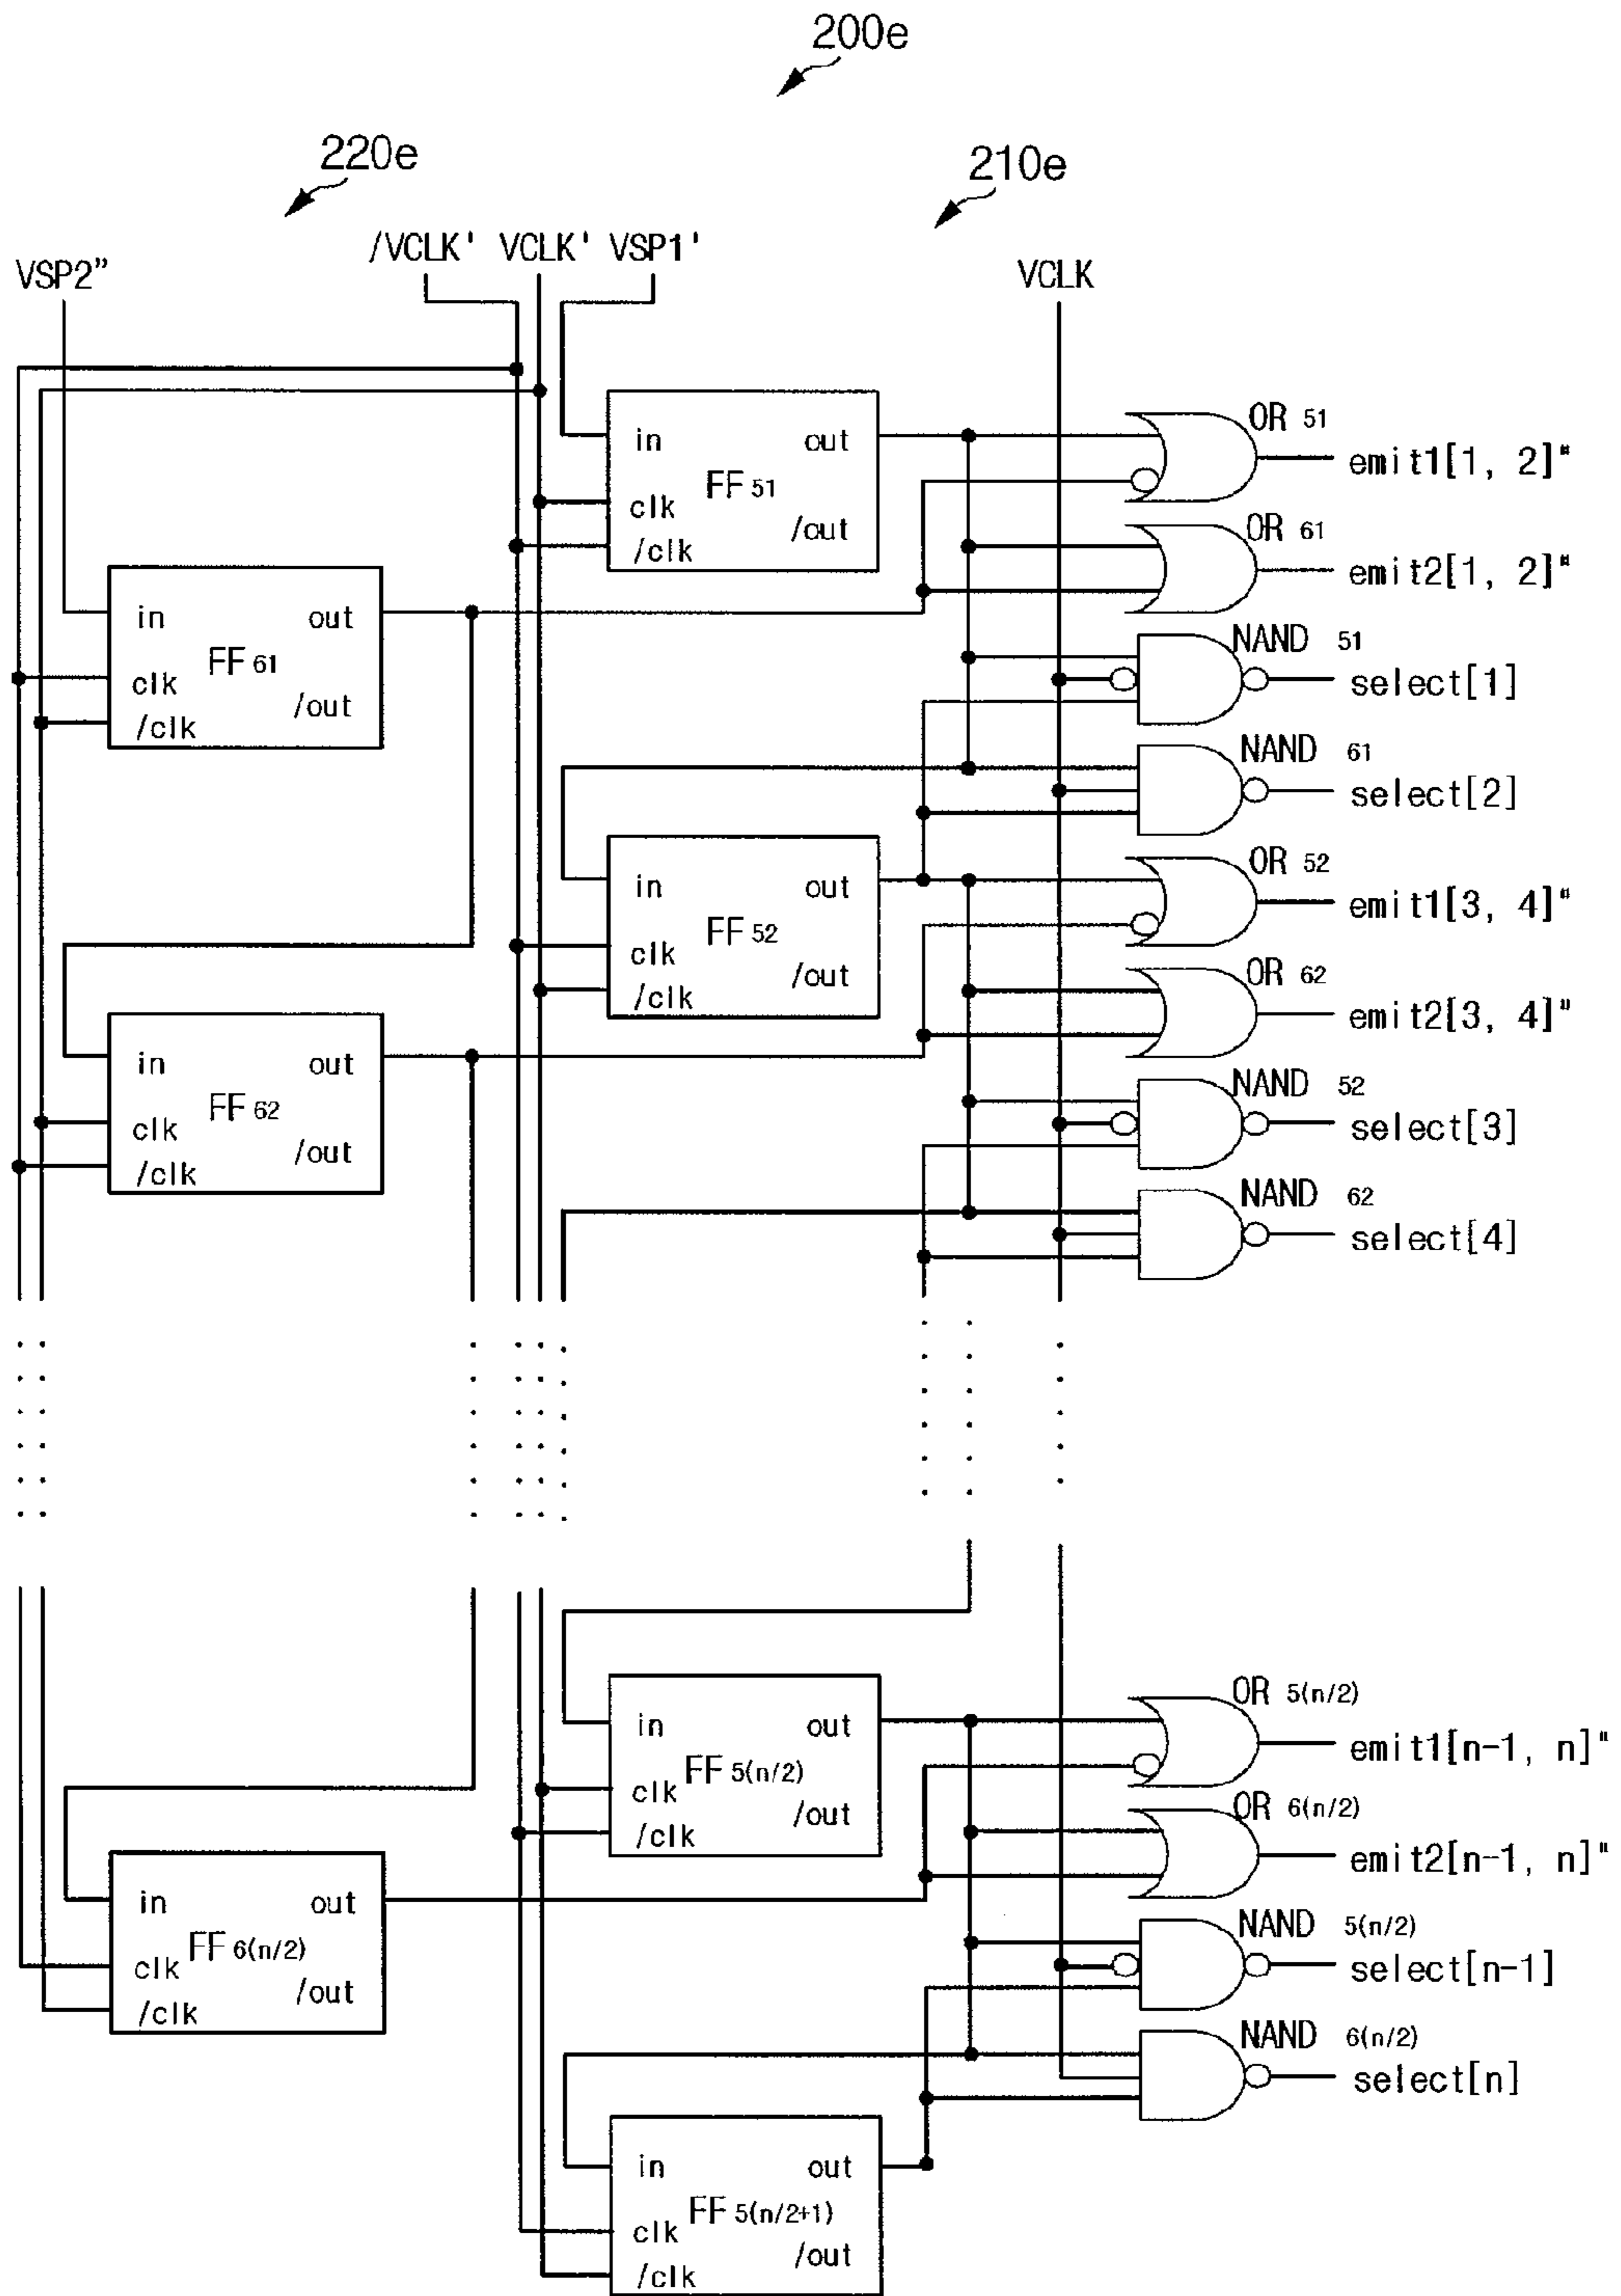 200e
220e
210e
/VCLK' VCLK' VSP1'
VSP2"
VCLK
in out
FF 51
clk /out
/clk
OR 51
emit1[1, 2]"
OR 61
emit2[1, 2]"
in out
FF 61
clk /out
/clk
NAND 51
select[1]
NAND 61
select[2]
in out
FF 52
clk /out
/clk
OR 52
emit1[3, 4]"
OR 62
emit2[3, 4]"
in out
FF 62
clk /out
/clk
NAND 52
select[3]
NAND 62
select[4]
in out
FF 5(n/2)
clk /out
/clk
OR 5(n/2)
emit1[n-1, n]"
OR 6(n/2)
emit2[n-1, n]"
in out
FF 6(n/2)
clk /out
/clk
NAND 5(n/2)
select[n-1]
NAND 6(n/2)
select[n]
in out
FF 5(n/2+1)
clk /out
/clk